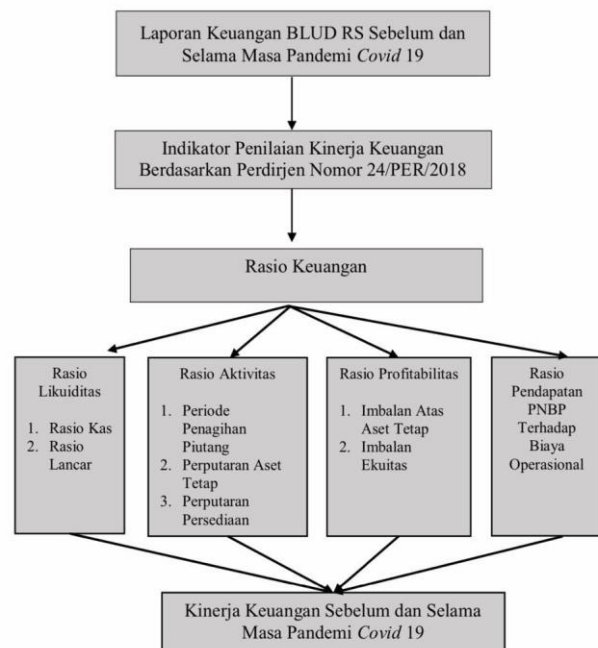 Laporan Keuangan BLUD RS Sebelum dan
Selama Masa Pandemi Covid 19
Indikator Penilaian Kinerja Keuangan
Berdasarkan Perdirjen Nomor 24/PER/2018
Rasio Keuangan
Rasio
Likuiditas
1. Rasio Kas
2. Rasio
Lancar
Rasio Aktivitas
1. Periode
Penagihan
Piutang
2. Perputaran Aset
Tetap
3. Perputaran
Persediaan
Rasio Profitabilitas
1. Imbalan Atas
Aset Tetap
2. Imbalan
Ekuitas
Rasio
Pendapatan
PNBP
Terhadap
Biaya
Operasional
Kinerja Keuangan Sebelum dan Selama
Masa Pandemi Covid 19